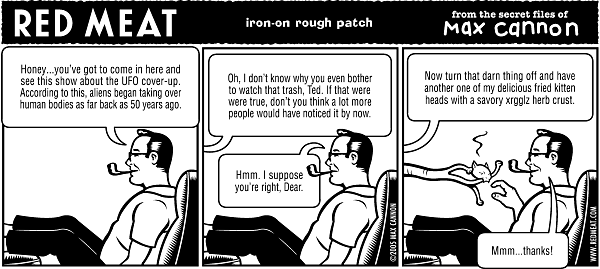 RED MEAT
iron-on rough patch
from the secret files of
Max cannon
Honey...you've got to come in here and
see this show about the UFO cover-up.
According to this, aliens began taking over
human bodies as far back as 50 years ago.
Oh, I don't know why you even bother
to watch that trash, Ted. If that were
were true, don't you think a lot more
people would have noticed it by now.
Hmm. I suppose
you're right, Dear.
©2005 MAX CANNON
Now turn that darn thing off and have
another one of my delicious fried kitten
heads with a savory xrgglz herb crust.
Mmm...thanks!
WWW.REDMEAT.COM